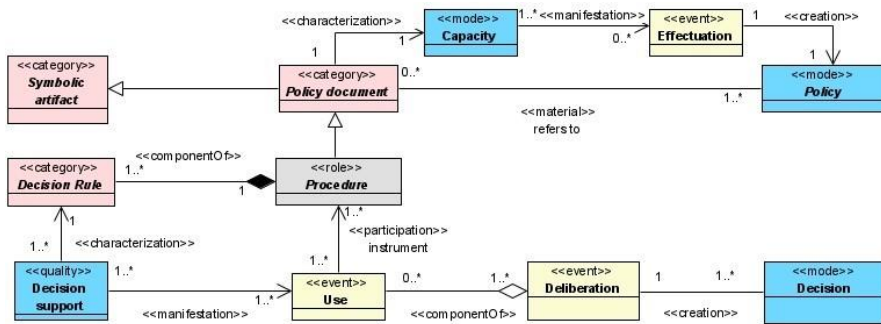 <<characterization>>
1
1
<<mode>>
Capacity
1..*
<<manifestation>>
0..*
<<event>>
Effectuation
1
<<creation>>
1
<<category>>
Symbolic
artifact
<<category>>
Policy document
0..*
<<material>>
refers to
1..*
<<mode>>
Policy
<<category>>
Decision Rule
1..*
<<componentOf>>
1
<<role>>
Procedure
1..*
<<participation>>
instrument
1..*
1
1..*
<<characterization>>
<<quality>>
Decision
support
1..*
<<manifestation>>
1..*
<<event>>
Use
0..*
<<componentOf>>
1..*
<<event>>
Deliberation
1
1..*
<<creation>>
<<mode>>
Decision